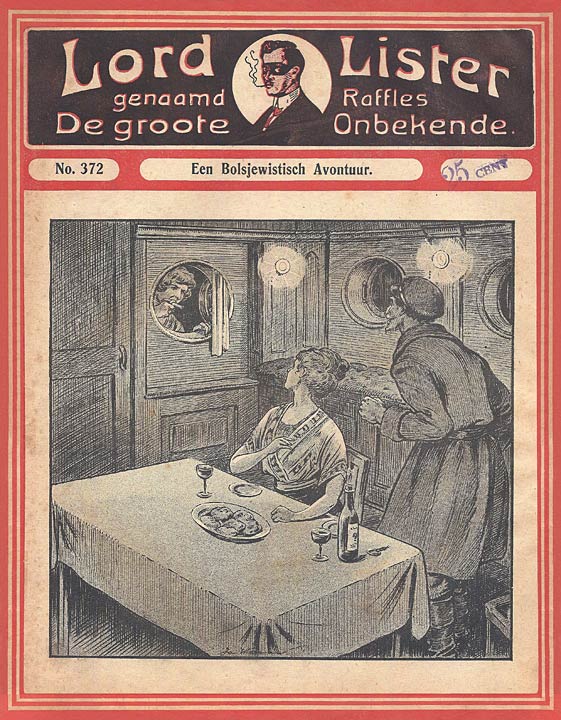 Lord Lister
genaamd Raffles
De groote Onbekende.
No. 372
Een Bolsjewistisch Avontuur.
25 CENT